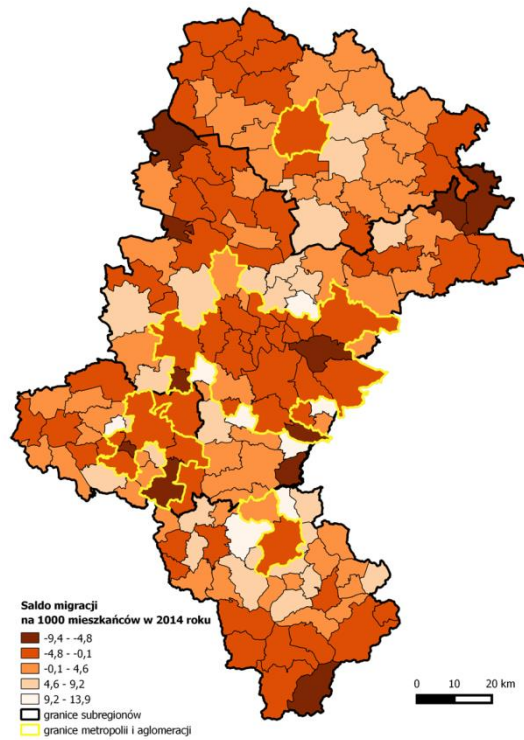 Saldo migracji
na 1000 mieszkańców w 2014 roku
-9,4 - -4,8
-4,8 - -0,1
-0,1 - 4,6
4,6 - 9,2
9,2 - 13,9
granice subregionów
granice metropolii i aglomeracji
0 10 20 km